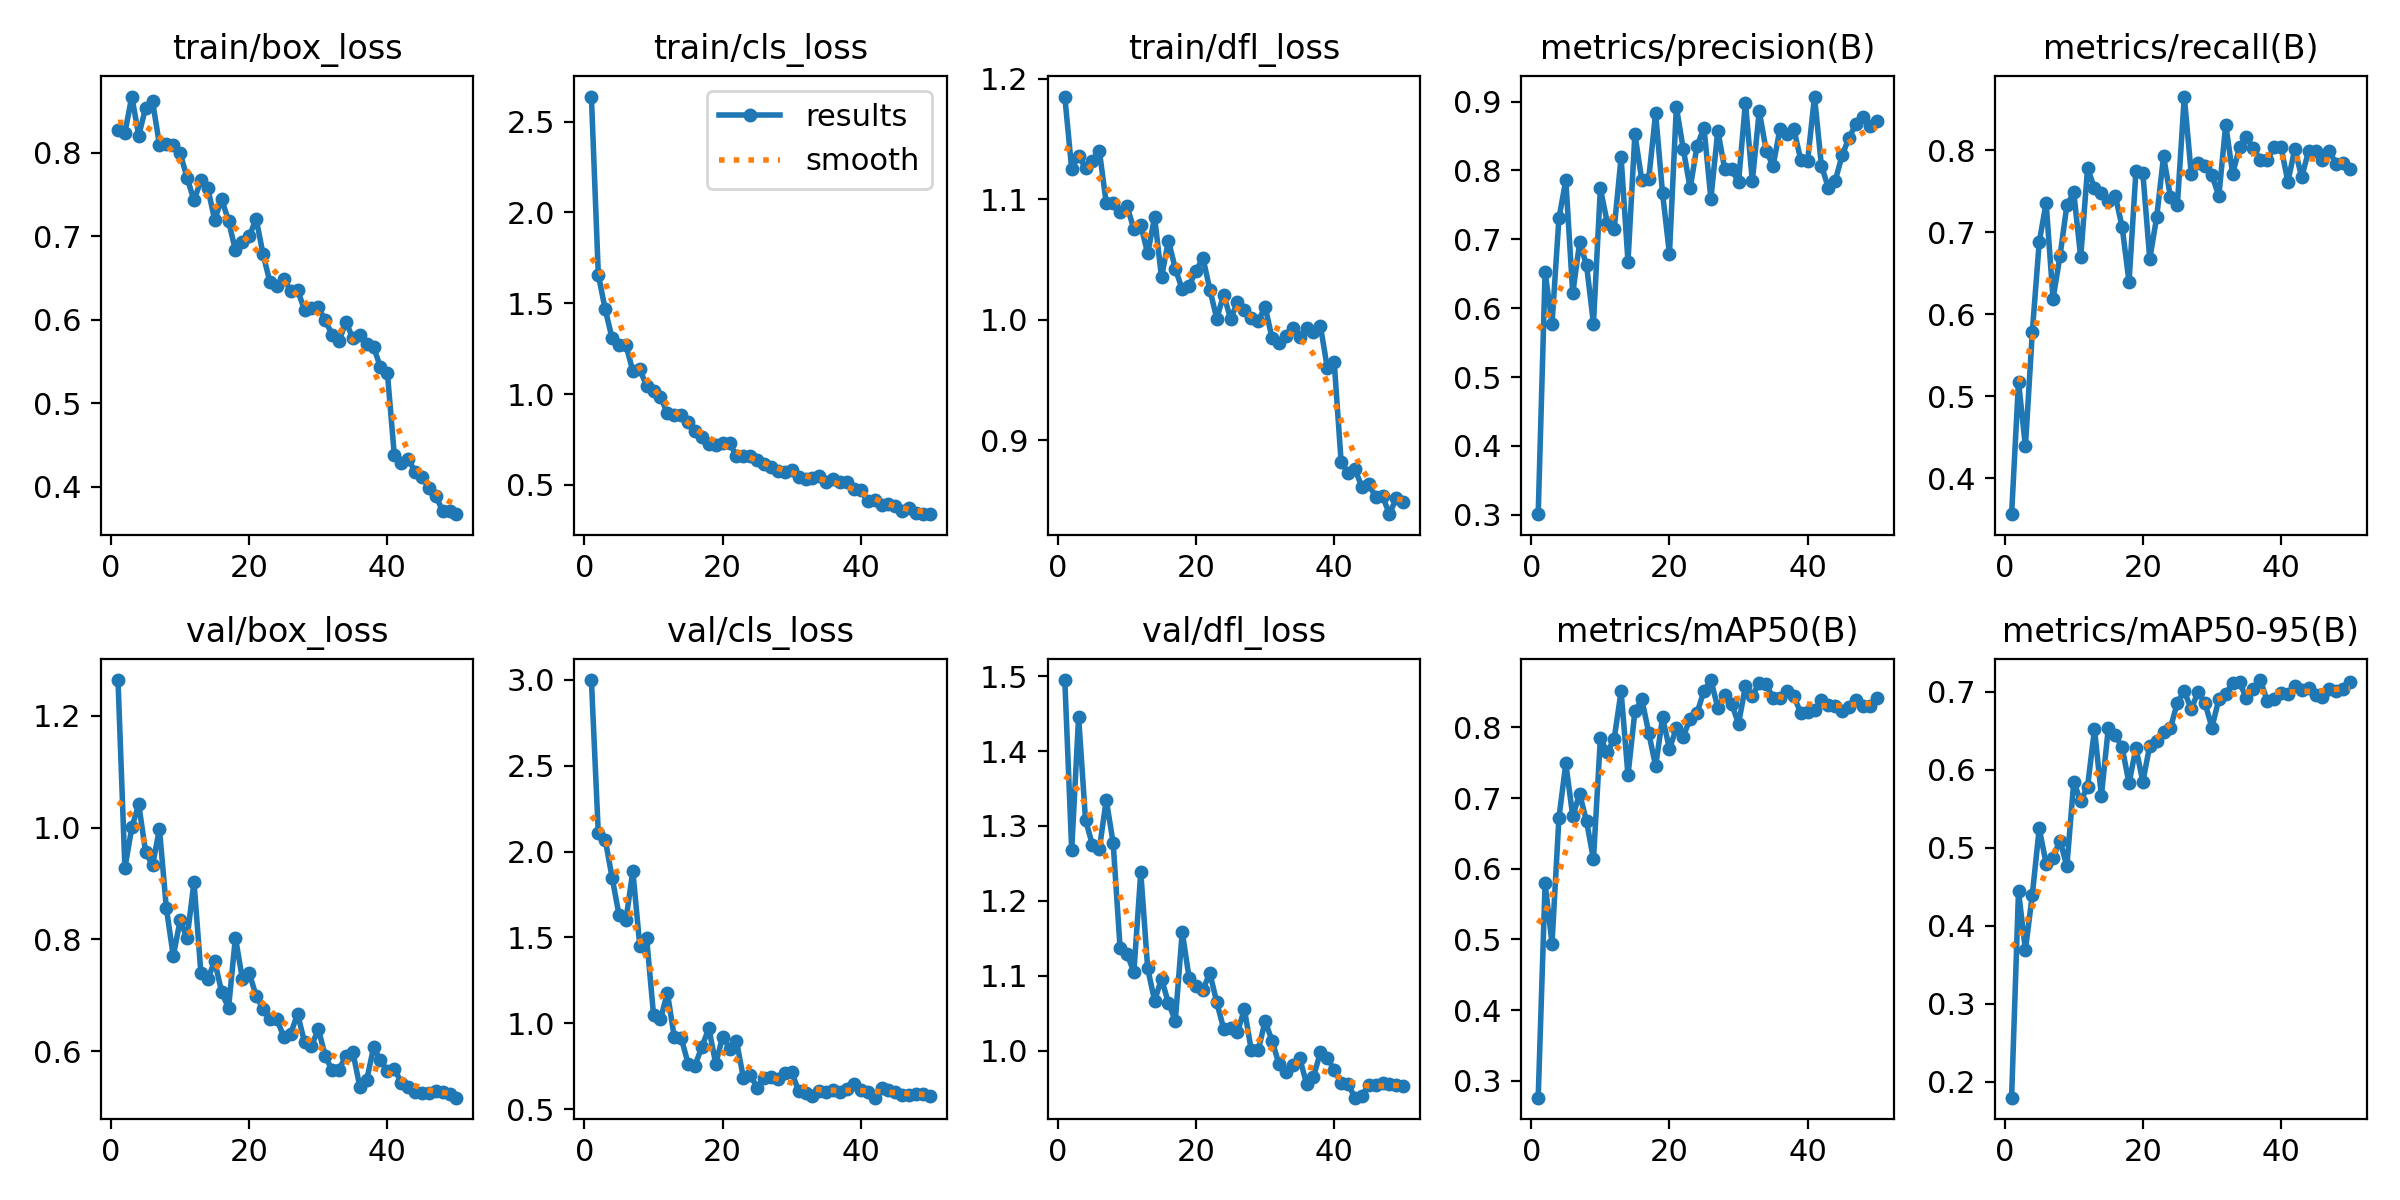 train/box_loss
train/cls_loss
train/dfl_loss
metrics/precision(B)
metrics/recall(B)
0.8
0.7
0.6
0.5
0.4
0 20 40
results
smooth
2.5
2.0
1.5
1.0
0.5
0 20 40
1.2
1.1
1.0
0.9
0 20 40
0.9
0.8
0.7
0.6
0.5
0.4
0.3
0 20 40
0.8
0.7
0.6
0.5
0.4
0 20 40
val/box_loss
val/cls_loss
val/dfl_loss
metrics/mAP50(B)
metrics/mAP50-95(B)
1.2
1.0
0.8
0.6
0 20 40
3.0
2.5
2.0
1.5
1.0
0.5
0 20 40
1.5
1.4
1.3
1.2
1.1
1.0
0 20 40
0.8
0.7
0.6
0.5
0.4
0.3
0 20 40
0.7
0.6
0.5
0.4
0.3
0.2
0 20 40